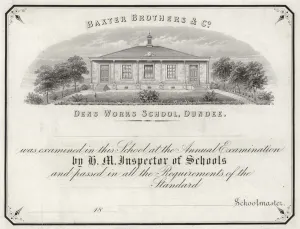 BAXTER BROTHERS & Co.
DENS WORKS SCHOOL, DUNDEE.
was examined in this School at the Annual Examination
by H. M. Inspector of Schools
and passed in all the Requirements of the
Standard
Schoolmaster.
18